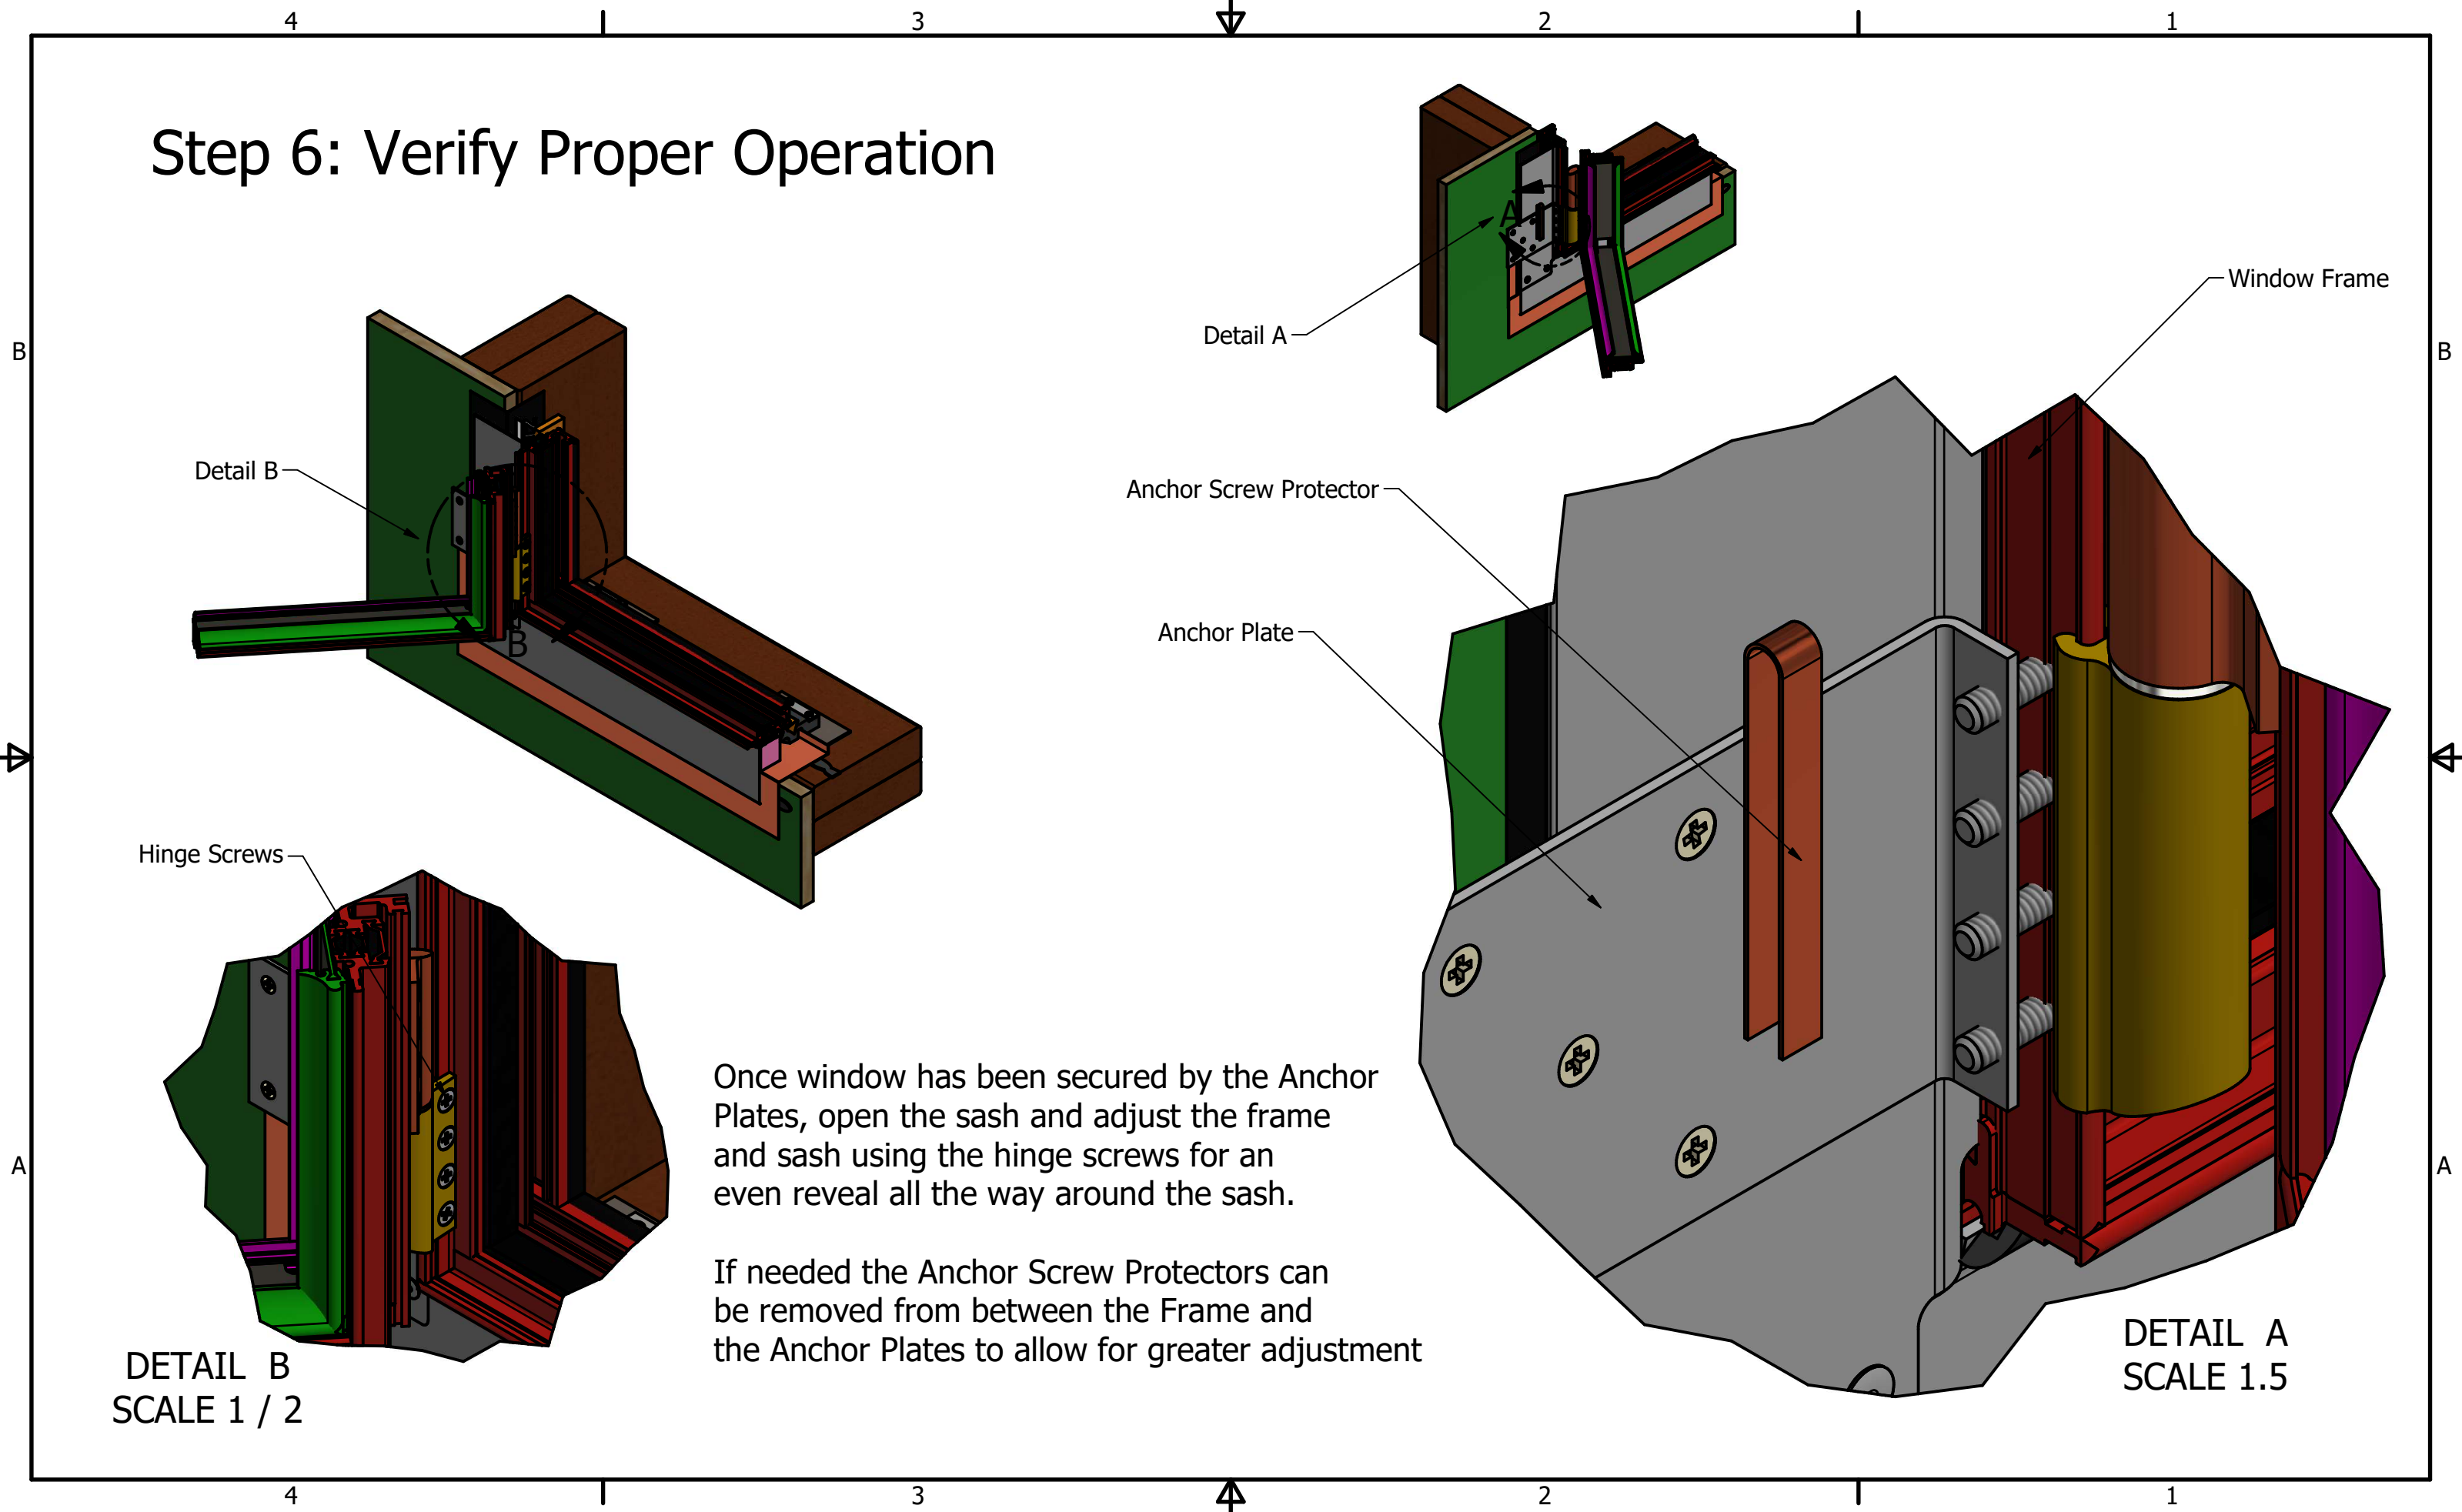 4 3 2 1
Step 6: Verify Proper Operation
A
Detail A
Window Frame
B
B
Detail B
Anchor Screw Protector
Anchor Plate
B
Hinge Screws
Once window has been secured by the Anchor
Plates, open the sash and adjust the frame
and sash using the hinge screws for an
even reveal all the way around the sash.
A
A
If needed the Anchor Screw Protectors can
be removed from between the Frame and
the Anchor Plates to allow for greater adjustment
DETAIL B
SCALE 1 / 2
DETAIL A
SCALE 1.5
4 3 2 1